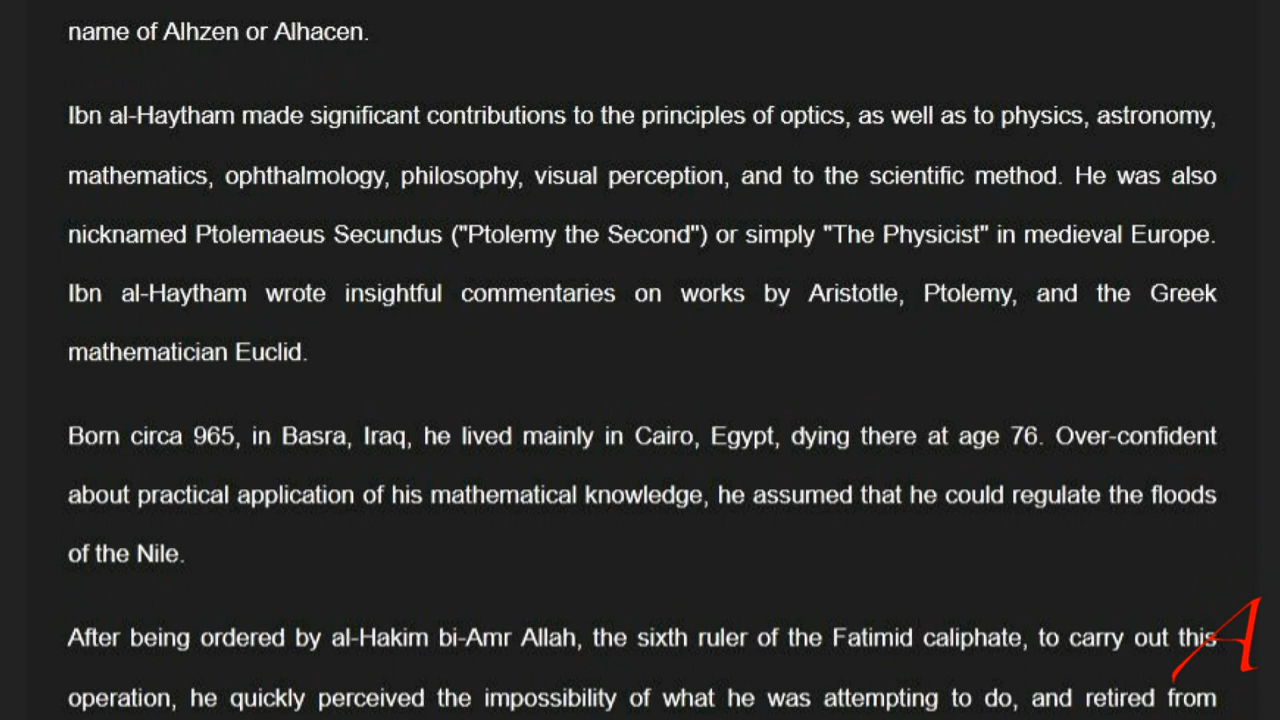 name of Alhzen or Alhacen.
Ibn al-Haytham made significant contributions to the principles of optics, as well as to physics, astronomy,
mathematics, ophthalmology, philosophy, visual perception, and to the scientific method. He was also
nicknamed Ptolemaeus Secundus ("Ptolemy the Second") or simply "The Physicist" in medieval Europe.
Ibn al-Haytham wrote insightful commentaries on works by Aristotle, Ptolemy, and the Greek
mathematician Euclid.
Born circa 965, in Basra, Iraq, he lived mainly in Cairo, Egypt, dying there at age 76. Over-confident
about practical application of his mathematical knowledge, he assumed that he could regulate the floods
of the Nile.
After being ordered by al-Hakim bi-Amr Allah, the sixth ruler of the Fatimid caliphate, to carry out this
operation, he quickly perceived the impossibility of what he was attempting to do, and retired from
A